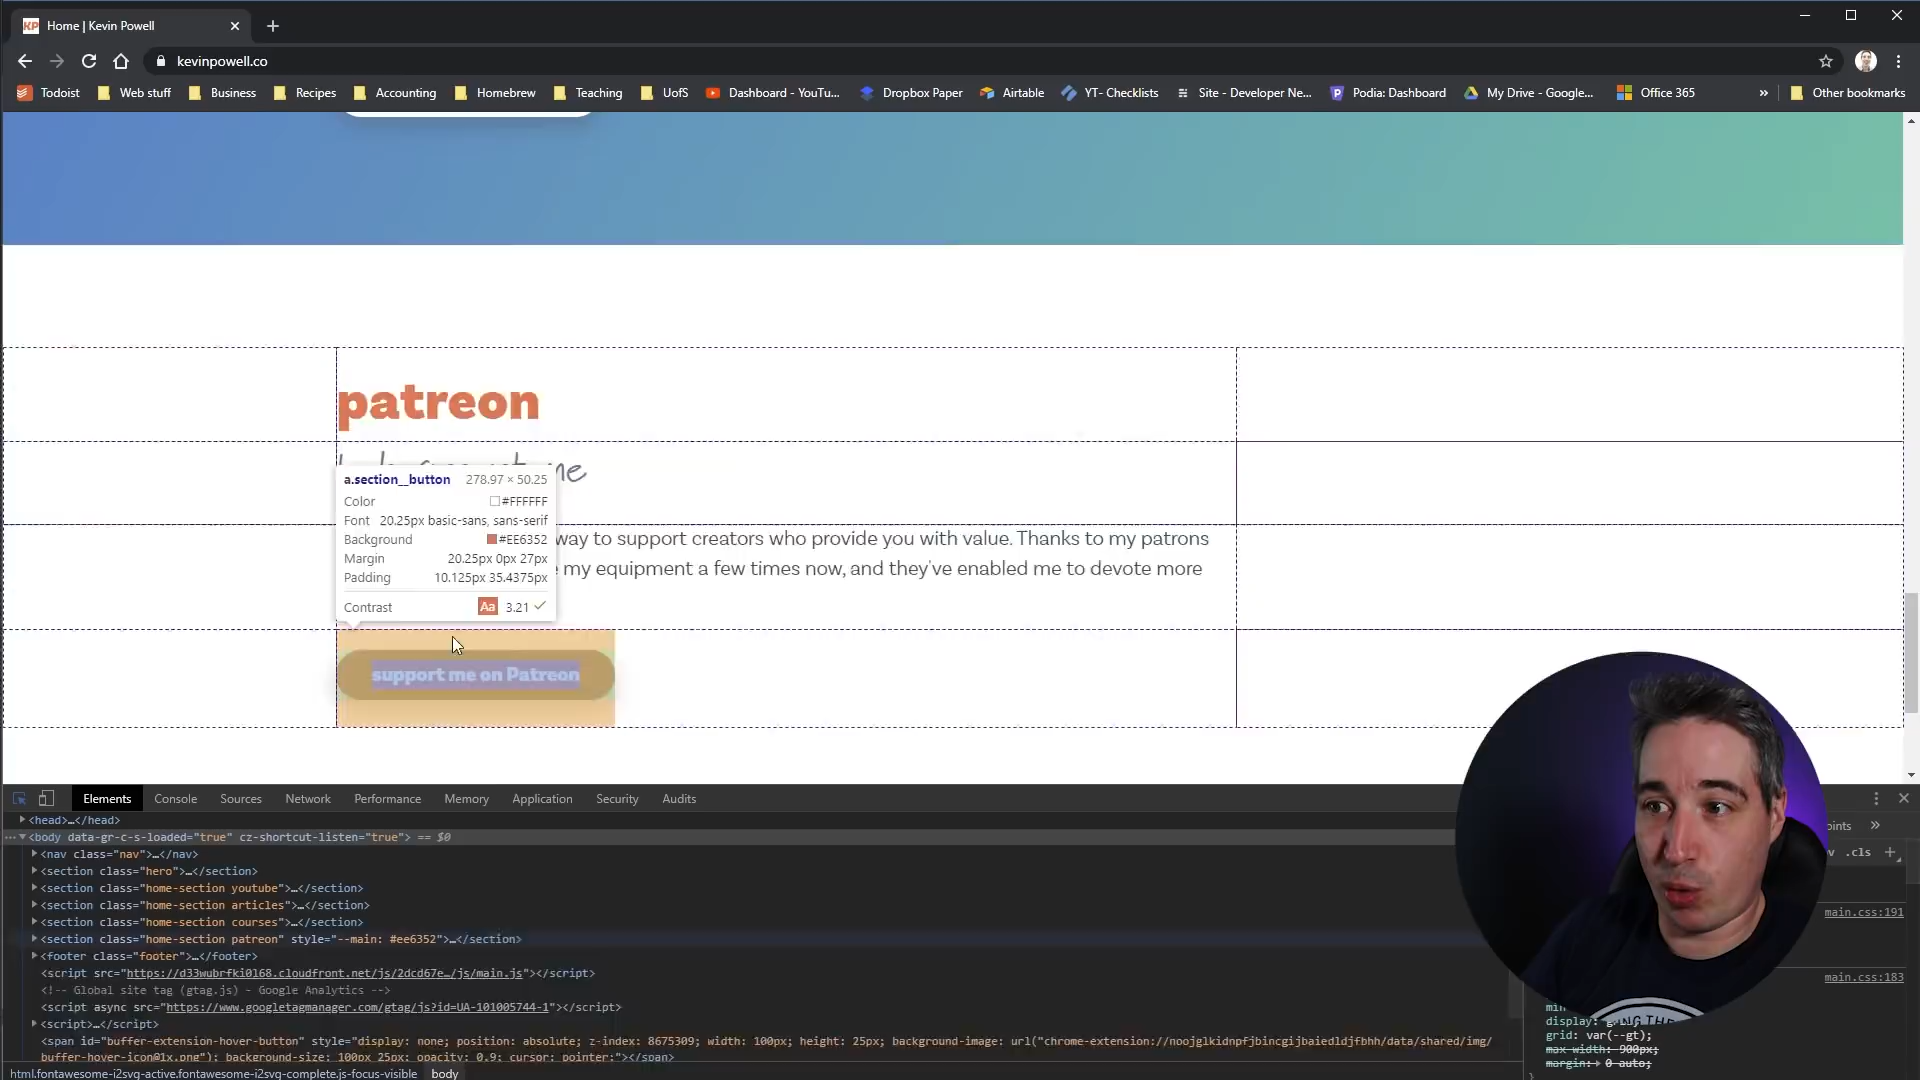 KP Home | Kevin Powell
kevinpowell.co
Todoist Web stuff Business Recipes Accounting Homebrew Teaching UofS Dashboard - YouTu... Dropbox Paper Airtable YT- Checklists Site - Developer Ne... Podia: Dashboard My Drive - Google... Office 365 » Other bookmarks
patreon
me
a.section__button 278.97 × 50.25
Color #FFFFFF
Font 20.25px basic-sans, sans-serif
Background #EE6352
Margin 20.25px 0px 27px
Padding 10.125px 35.4375px
Contrast Aa 3.21
way to support creators who provide you with value. Thanks to my patrons
my equipment a few times now, and they've enabled me to devote more
support me on Patreon
Elements Console Sources Network Performance Memory Application Security Audits
<head>…</head>
<body data-gr-c-s-loaded="true" cz-shortcut-listen="true"> == $0
<nav class="nav">…</nav>
<section class="hero">…</section>
<section class="home-section youtube">…</section>
<section class="home-section articles">…</section>
<section class="home-section courses">…</section>
<section class="home-section patreon" style="--main: #ee6352">…</section>
<footer class="footer">…</footer>
<script src="https://d33wubrfki0l68.cloudfront.net/js/2dcd67e…/js/main.js"></script>
<!-- Global site tag (gtag.js) - Google Analytics -->
<script async src="https://www.googletagmanager.com/gtag/js?id=UA-101005744-1"></script>
<script>…</script>
<span id="buffer-extension-hover-button" style="display: none; position: absolute; z-index: 8675309; width: 100px; height: 25px; background-image: url("chrome-extension://noojglkidnpfjbincgijbaiedldjfbhh/data/shared/img/
buffer-hover-icon@1x.png"); background-size: 100px 25px; opacity: 0.9; cursor: pointer;"></span>
html.fontawesome-i2svg-active.fontawesome-i2svg-complete.js-focus-visible body
oints »
.cls +
main.css:191
main.css:183
display:
grid: var(--gt);
max-width: 900px;
margin: 0 auto;
}